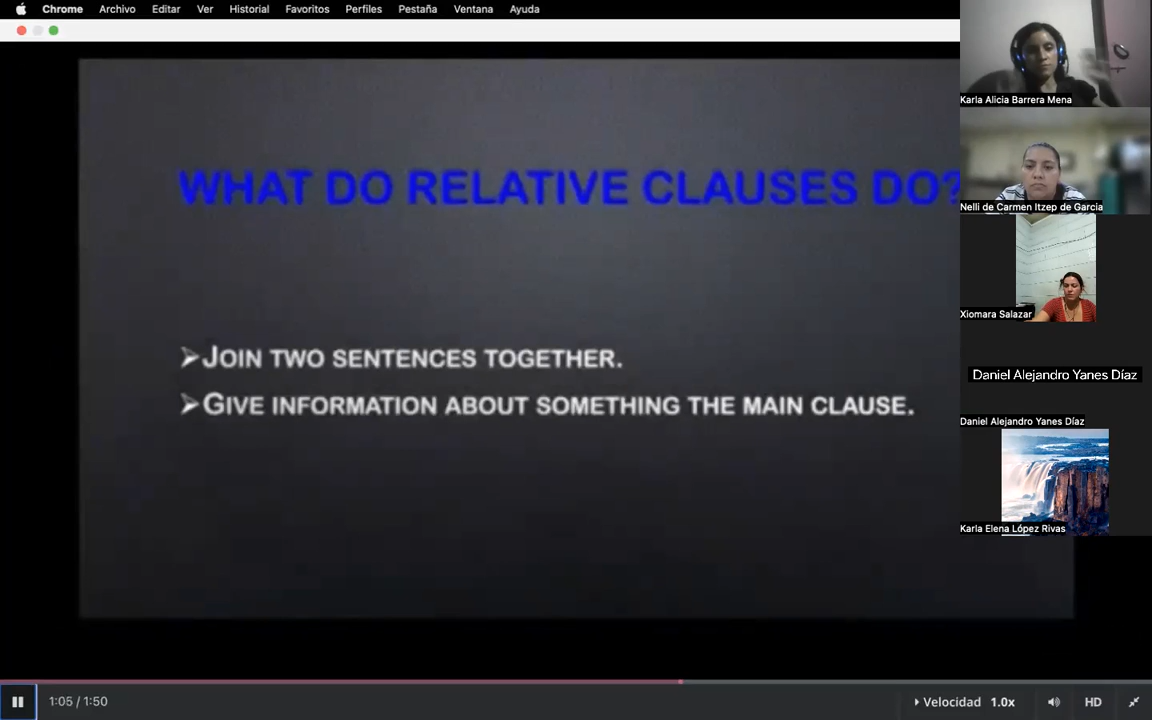 Chrome Archivo Editar Ver Historial Favoritos Perfiles Pestaña Ventana Ayuda
WHAT DO RELATIVE CLAUSES DO?
➢JOIN TWO SENTENCES TOGETHER.
➢GIVE INFORMATION ABOUT SOMETHING THE MAIN CLAUSE.
Karla Alicia Barrera Mena
Nelli de Carmen Itzep de Garcia
Xiomara Salazar
Daniel Alejandro Yanes Díaz
Daniel Alejandro Yanes Díaz
Karla Elena López Rivas
1:05 / 1:50
Velocidad 1.0x
HD